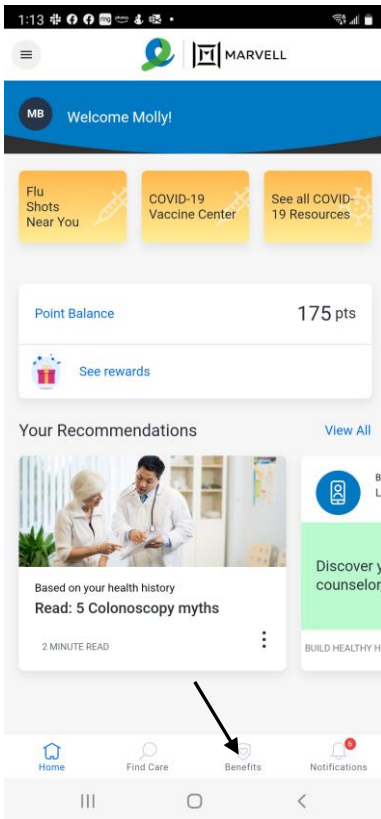 1:13
MARVELL
MB
Welcome Molly!
Flu
Shots
Near You
COVID-19
Vaccine Center
See all COVID-
19 Resources
Point Balance
175 pts
See rewards
Your Recommendations
View All
Based on your health history
Read: 5 Colonoscopy myths
2 MINUTE READ
B
L
Discover y
counselor
BUILD HEALTHY H
6
Home
Find Care
Benefits
Notifications